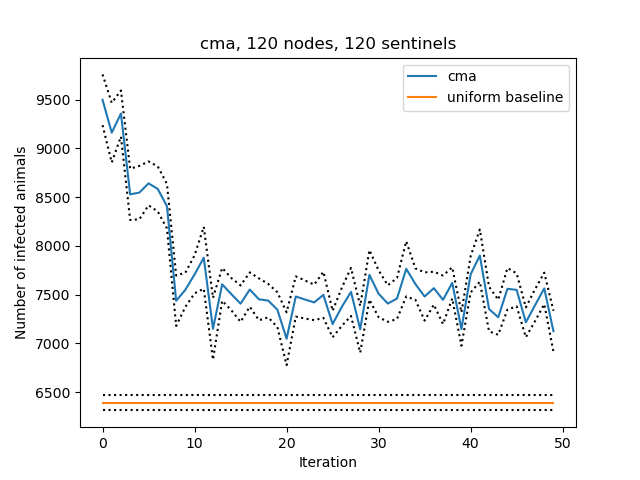 cma, 120 nodes, 120 sentinels
cma
uniform baseline
Number of infected animals
9500
9000
8500
8000
7500
7000
6500
0 10 20 30 40 50
Iteration